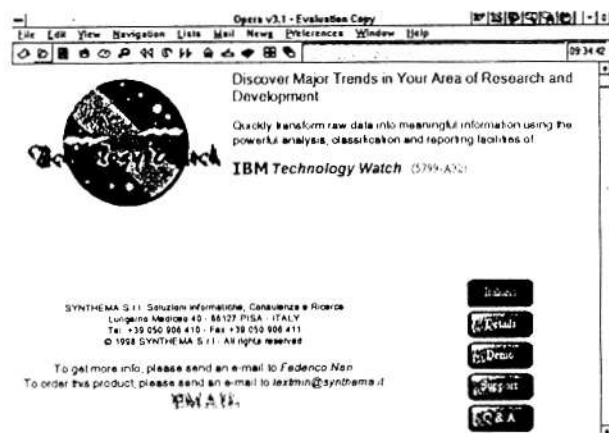 Opera v3.1 - Evaluation Copy
File Edit View Navigation Lists Mail News Preferences Window Help
09:34:42
Discover Major Trends in Your Area of Research and
Development
Quickly transform raw data into meaningful information using the
powerful analysis, classification and reporting facilities of
IBM Technology Watch (5799-A32)
SYNTHEMA S.r.l. Soluzioni Informatiche, Consulenze e Ricerca
Lungarno Mediceo 40 - 56127 PISA - ITALY
Tel. +39 050 906 410 - Fax +39 050 906 411
© 1998 SYNTHEMA S.r.l. - All rights reserved
To get more info, please send an e-mail to Federico Neri
To order this product, please send an e-mail to textmin@synthema.it
EMAIL
Details
Demo
Support
Q & A